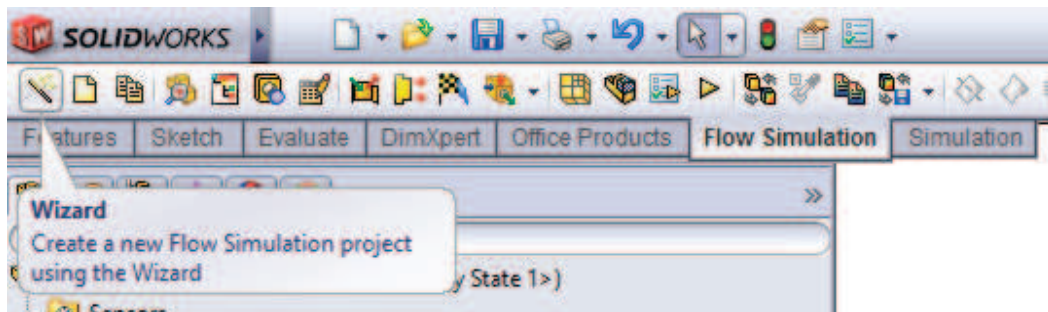 SOLIDWORKS
Features Sketch Evaluate DimXpert Office Products Flow Simulation Simulation
Wizard
Create a new Flow Simulation project
using the Wizard
y State 1>)